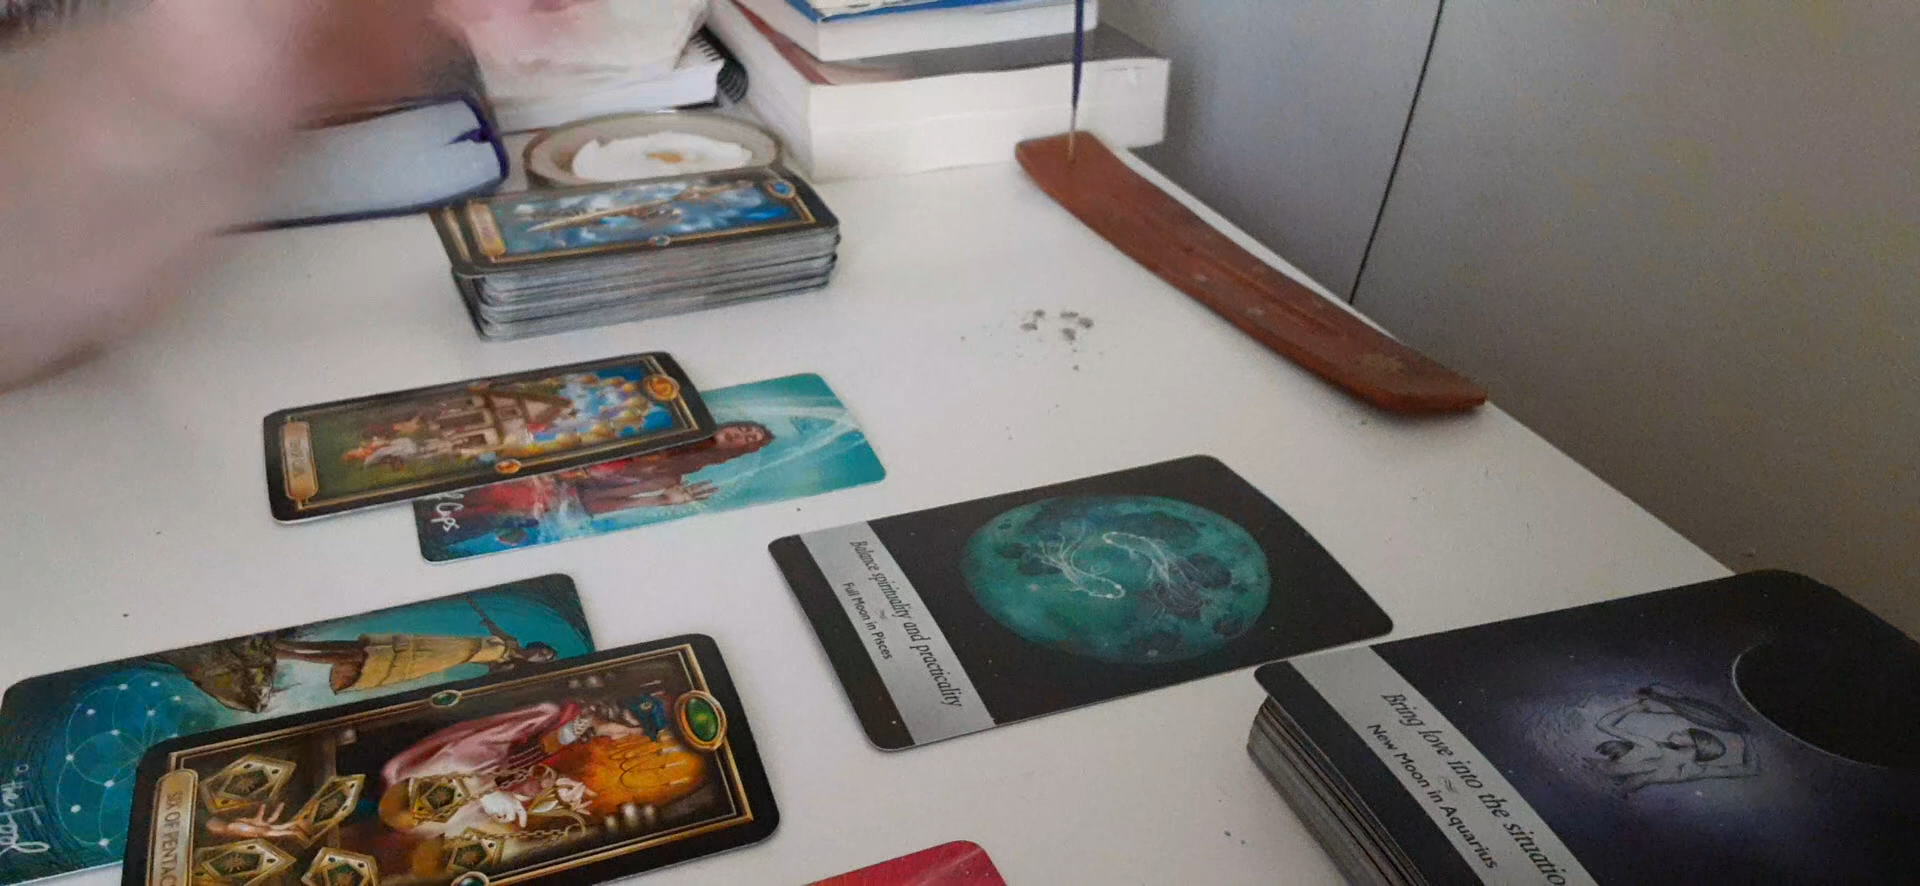 Cups
Balance spirituality and practicality
Full Moon in Pisces
Bring love into the situatio
New Moon in Aquarius
0 the Fool
SIX OF PENTAC